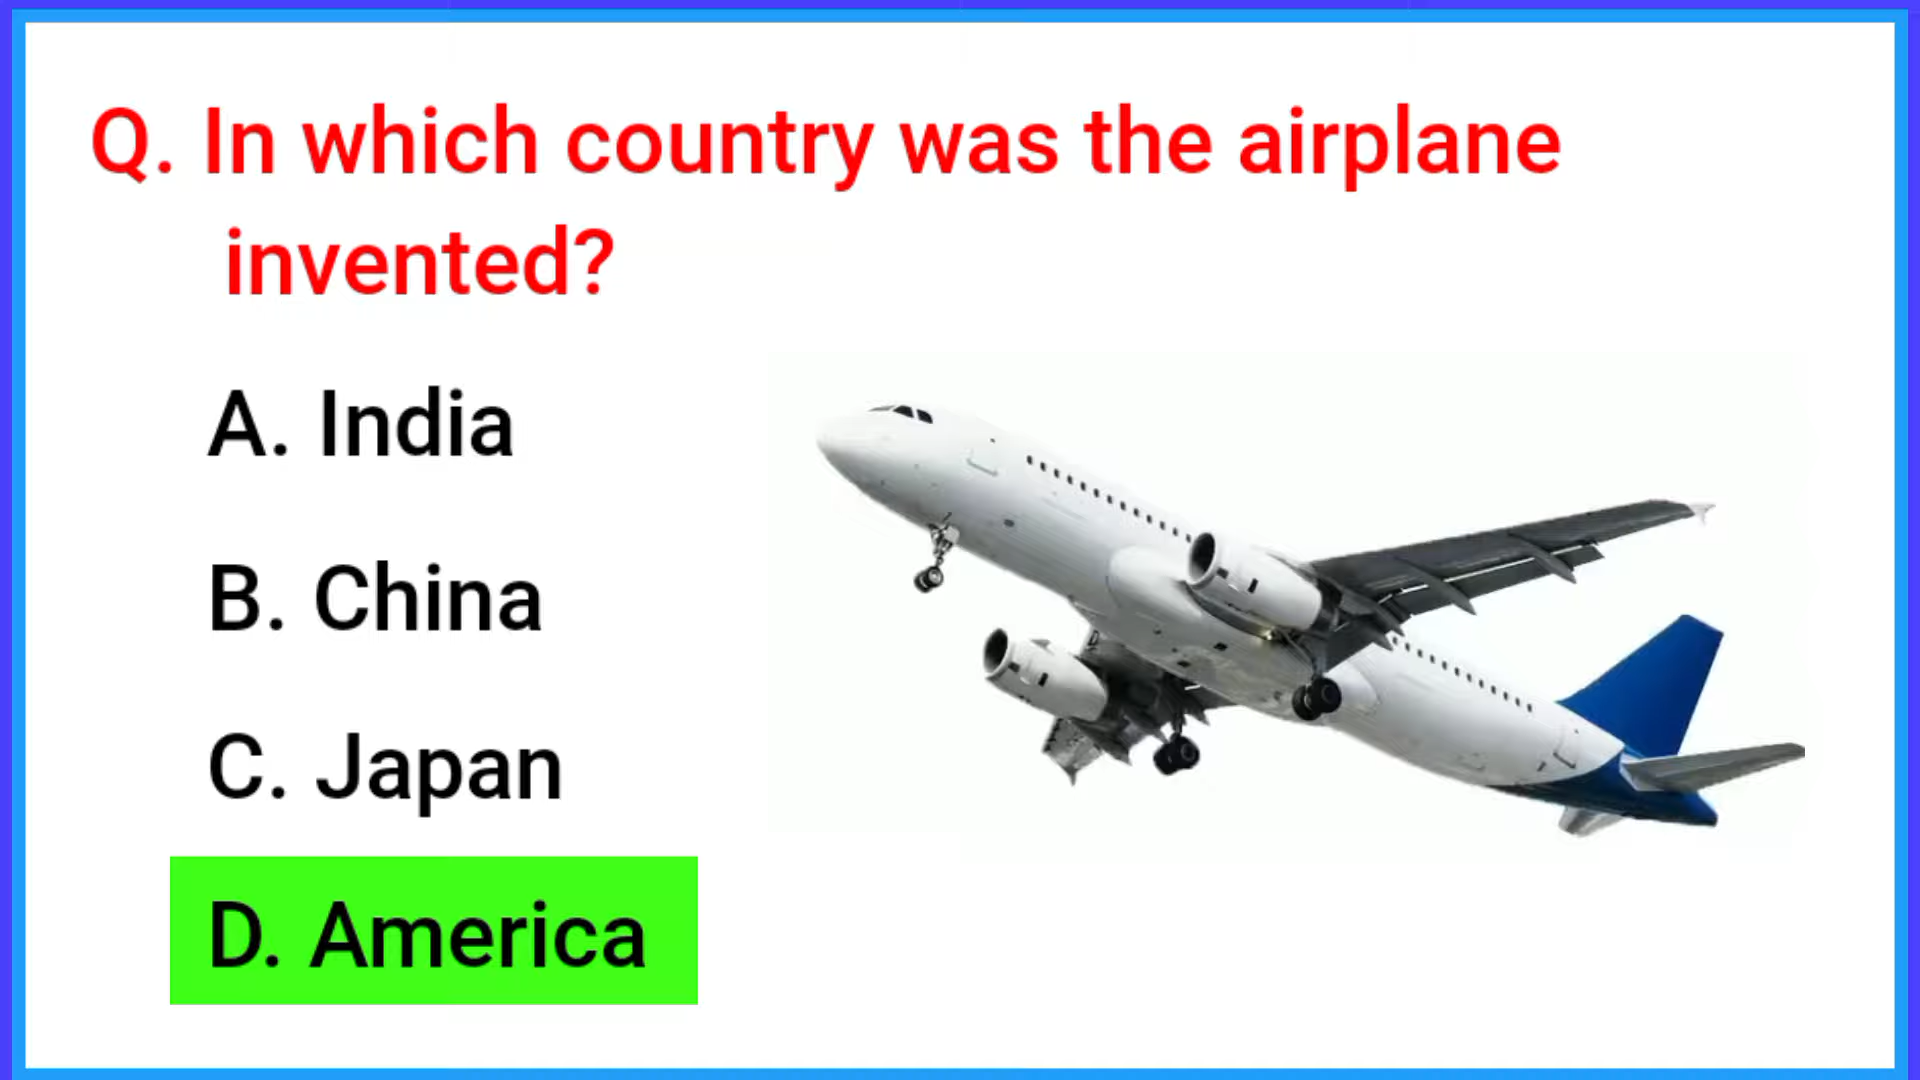 Q. In which country was the airplane
invented?
A. India
B. China
C. Japan
D. America